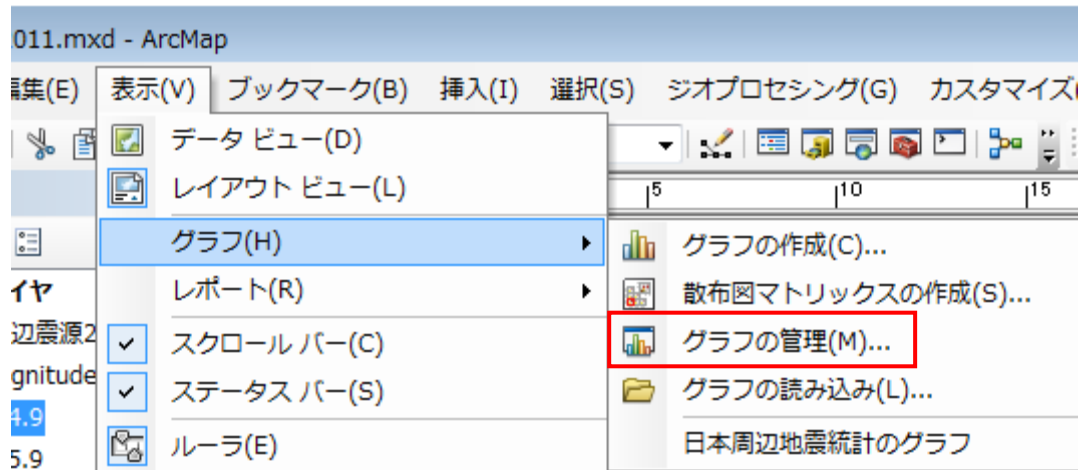 011.mxd - ArcMap
編集(E) 表示(V) ブックマーク(B) 挿入(I) 選択(S) ジオプロセシング(G) カスタマイズ(
データ ビュー(D)
レイアウト ビュー(L)
5 10 15
グラフ(H)
グラフの作成(C)...
レポート(R)
散布図マトリックスの作成(S)...
イヤ
辺震源2
スクロール バー(C)
グラフの管理(M)...
gnitude
ステータス バー(S)
グラフの読み込み(L)...
4.9
ルーラ(E)
日本周辺地震統計のグラフ
5.9